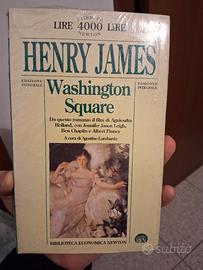 BIBLIOTECA
LIRE 4000 LIRE
NEWTON
HENRY JAMES
EDIZIONE INTEGRALE
Washington
Square
EDIZIONE INTEGRALE
Da questo romanzo il film di Agnieszka
Holland, con Jennifer Jason Leigh,
Ben Chaplin e Albert Finney
A cura di Agostino Lombardo
BIBLIOTECA ECONOMICA NEWTON
subito